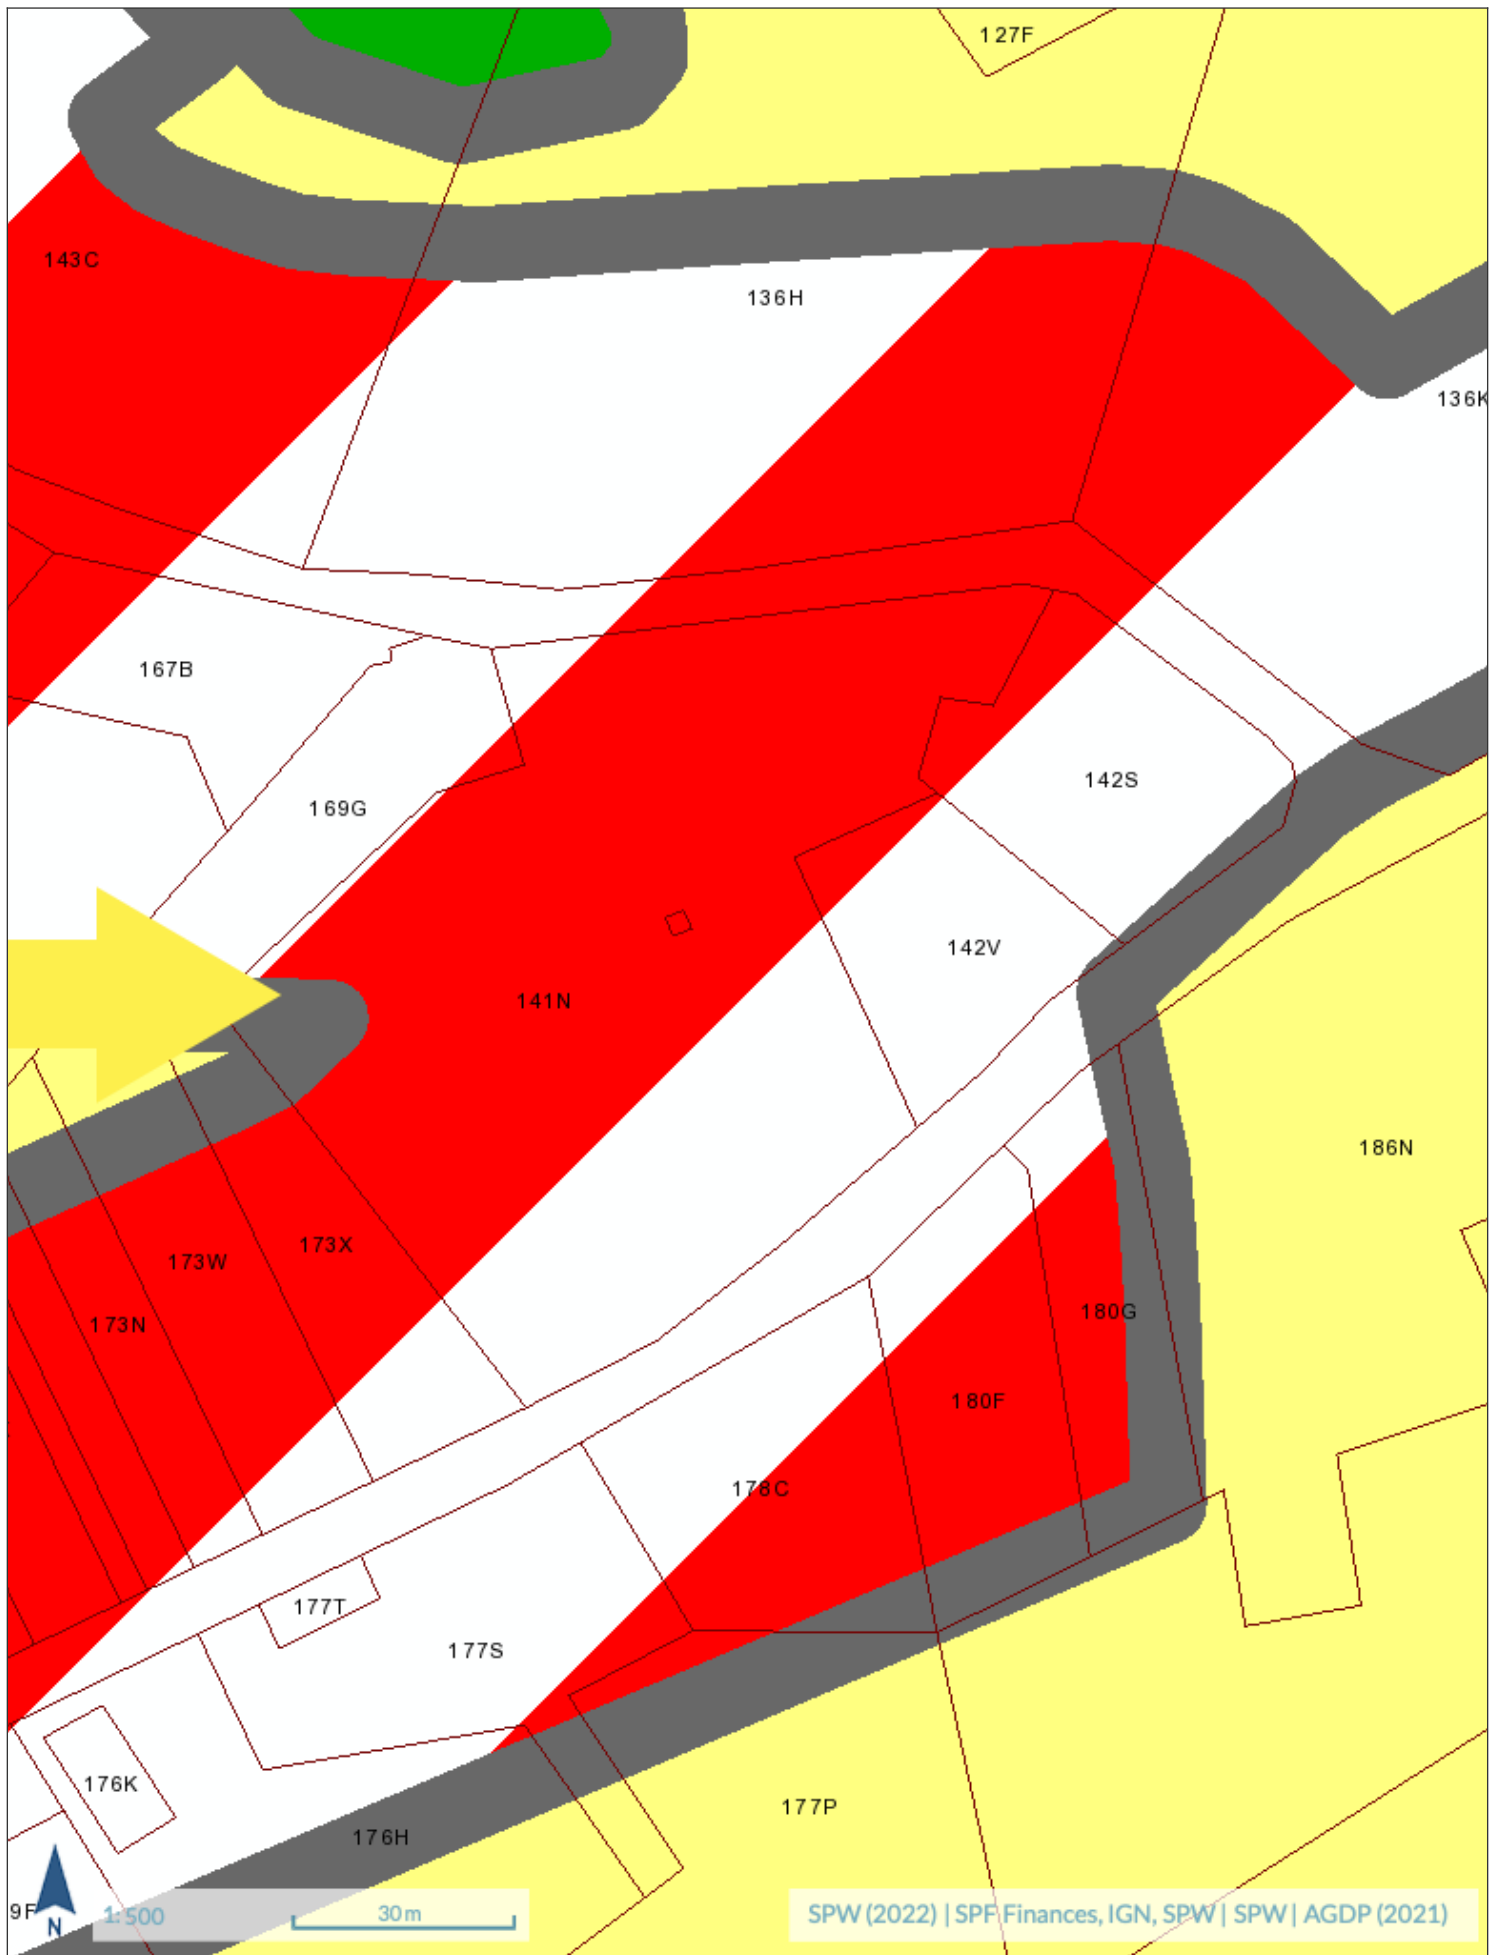 127F
143C
136H
136K
167B
169G
142S
142V
141N
186N
173X
173W
173N
180G
180F
178C
177T
177S
176K
177P
176H
9F
N
1: 500
30 m
SPW (2022) | SPF Finances, IGN, SPW | SPW | AGDP (2021)